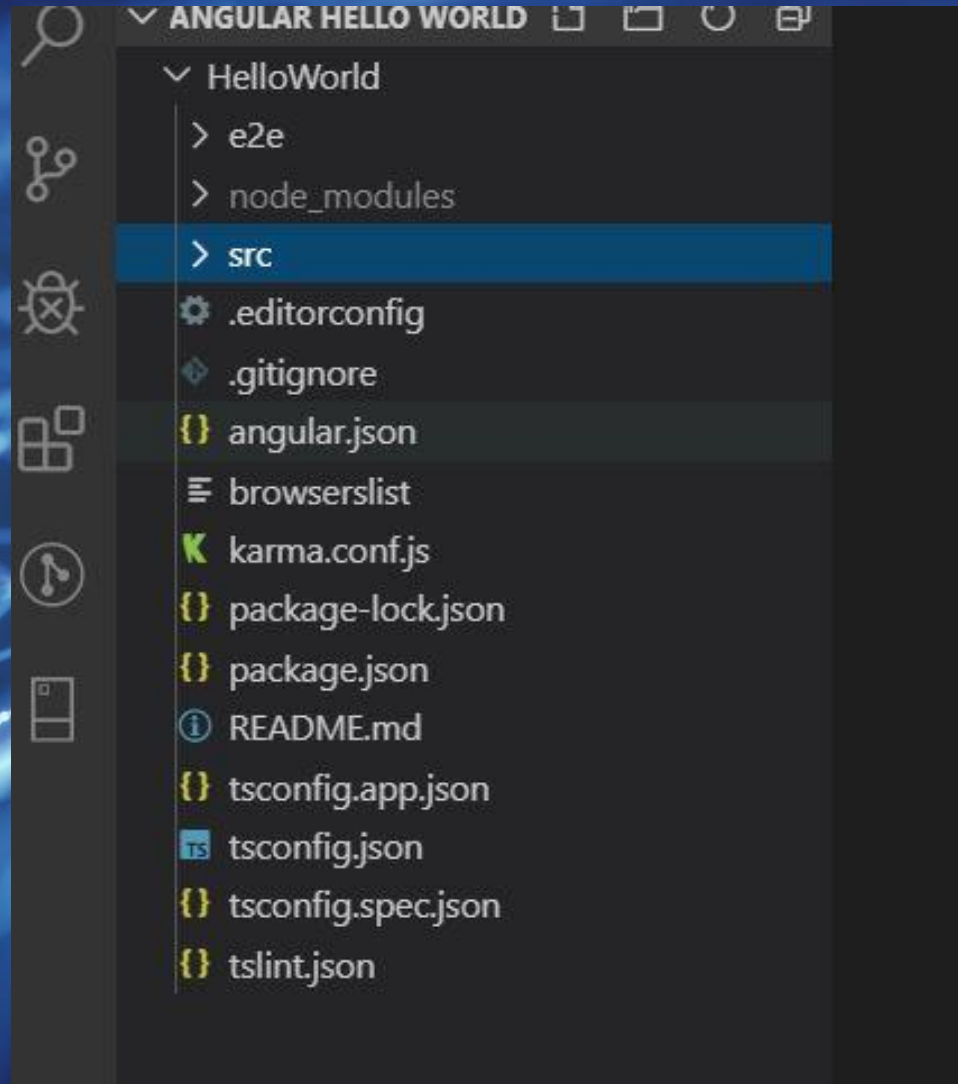 ANGULAR HELLO WORLD
HelloWorld
e2e
node_modules
src
.editorconfig
.gitignore
{} angular.json
browserslist
K karma.conf.js
{} package-lock.json
{} package.json
README.md
{} tsconfig.app.json
TS tsconfig.json
{} tsconfig.spec.json
{} tslint.json